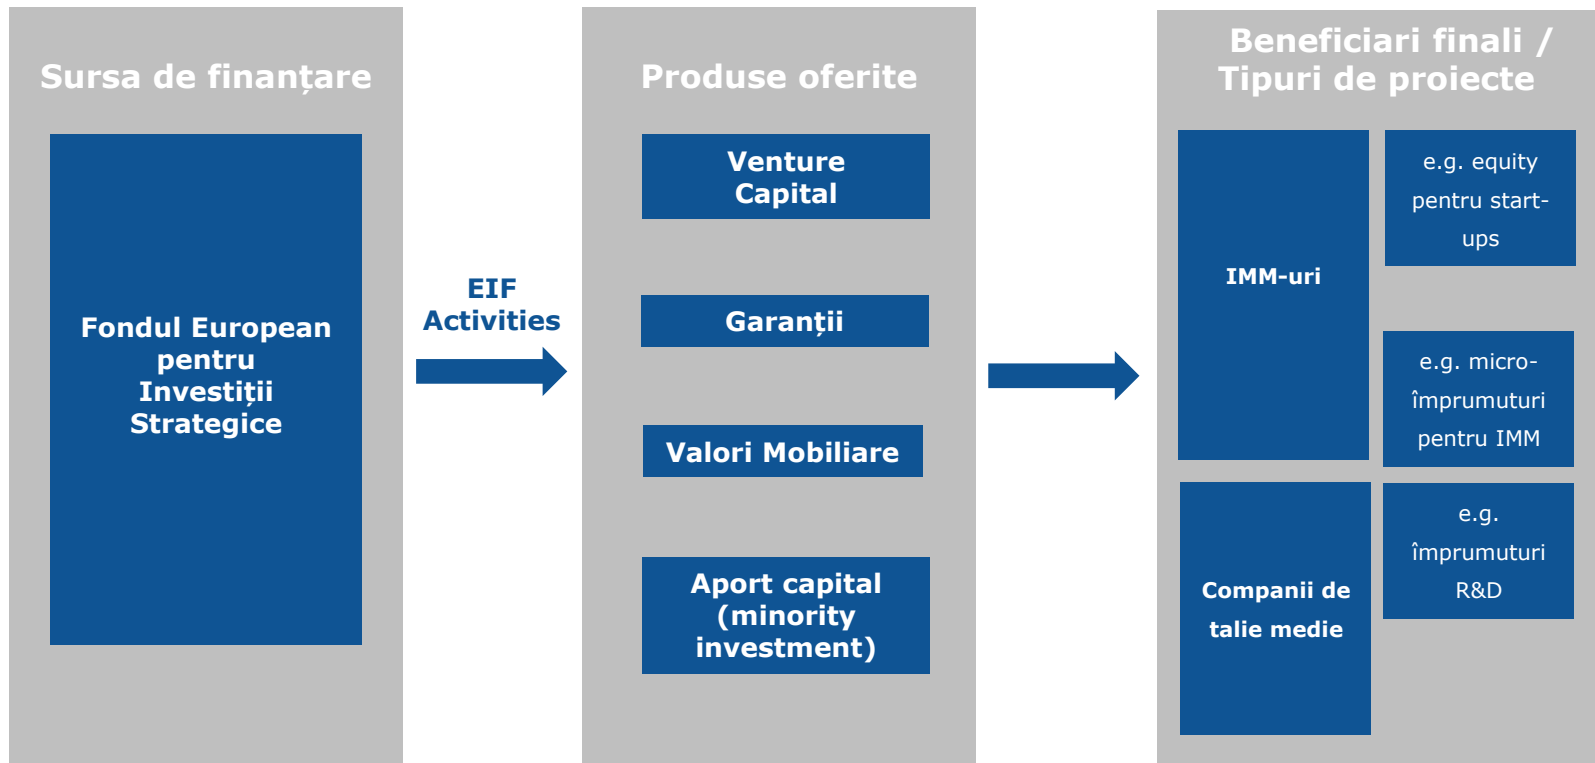 Sursa de finanțare
Fondul European
pentru
Investiții
Strategice
EIF
Activities
Produse oferite
Venture
Capital
Garanții
Valori Mobiliare
Aport capital
(minority
investment)
Beneficiari finali /
Tipuri de proiecte
IMM-uri
e.g. equity
pentru start-
ups
e.g. micro-
împrumuturi
pentru IMM
Companii de
talie medie
e.g.
împrumuturi
R&D